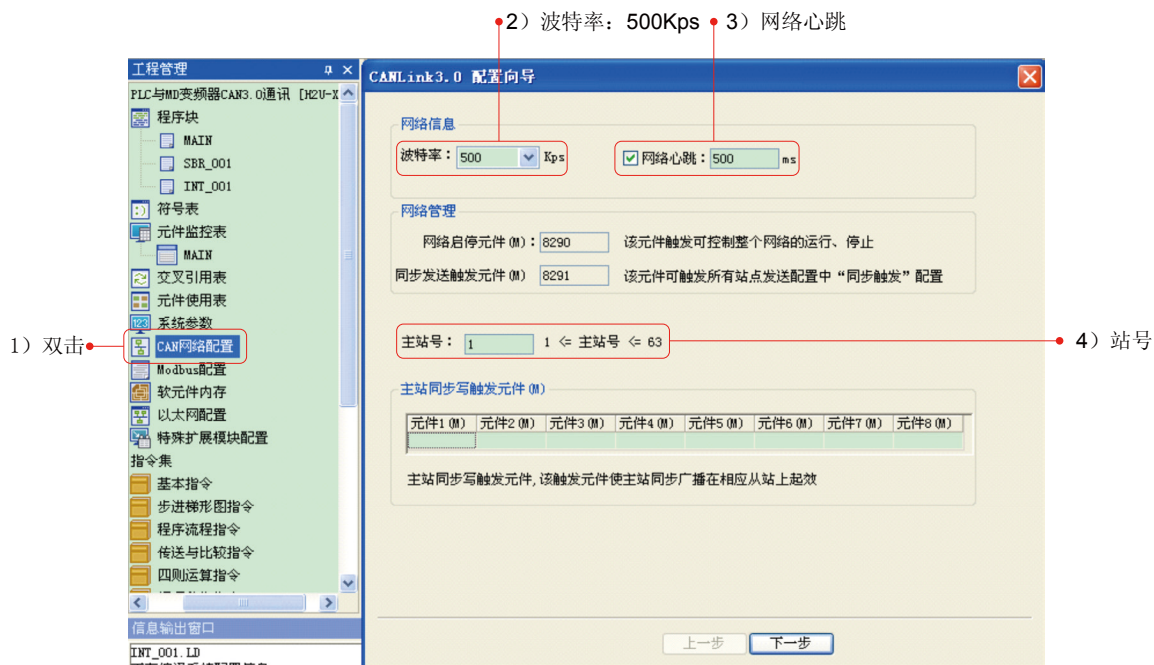 2）波特率：500Kps
3）网络心跳
工程管理
PLC与MD变频器CAN3.0通讯 [H2U-X
程序块
MAIN
SBR_001
INT_001
符号表
元件监控表
MAIN
交叉引用表
元件使用表
系统参数
1）双击
CAN网络配置
Modbus配置
软元件内存
以太网配置
特殊扩展模块配置
指令集
基本指令
步进梯形图指令
程序流程指令
传送与比较指令
四则运算指令
信息输出窗口
INT_001.LD
CANLink3.0 配置向导
网络信息
波特率：500 Kps
网络心跳：500 ms
网络管理
网络启停元件(M)：8290 该元件触发可控制整个网络的运行、停止
同步发送触发元件(M) 8291 该元件可触发所有站点发送配置中“同步触发”配置
主站号：1 1 <= 主站号 <= 63
4）站号
主站同步写触发元件(M)
元件1(M) 元件2(M) 元件3(M) 元件4(M) 元件5(M) 元件6(M) 元件7(M) 元件8(M)
主站同步写触发元件,该触发元件使主站同步广播在相应从站上起效
上一步 下一步